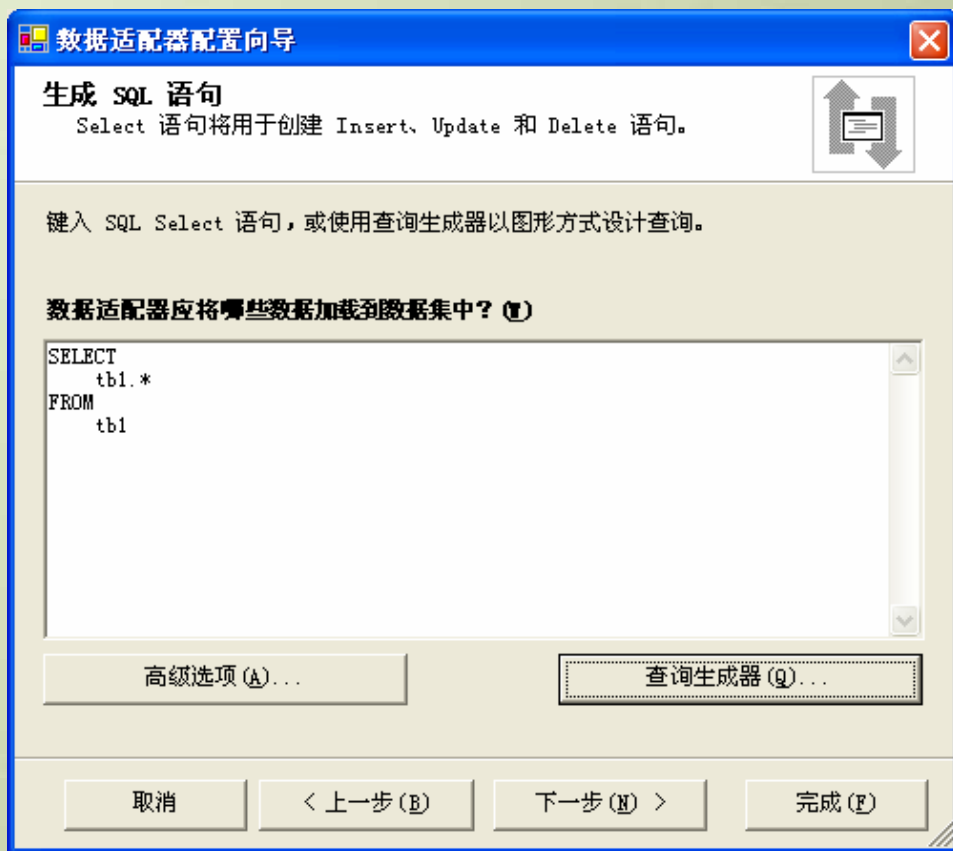 数据适配器配置向导
生成 SQL 语句
Select 语句将用于创建 Insert、Update 和 Delete 语句。
键入 SQL Select 语句，或使用查询生成器以图形方式设计查询。
数据适配器应将哪些数据加载到数据集中？(W)
SELECT
tb1.*
FROM
tb1
高级选项(A)... 查询生成器(Q)...
取消 < 上一步(B) 下一步(N) > 完成(F)